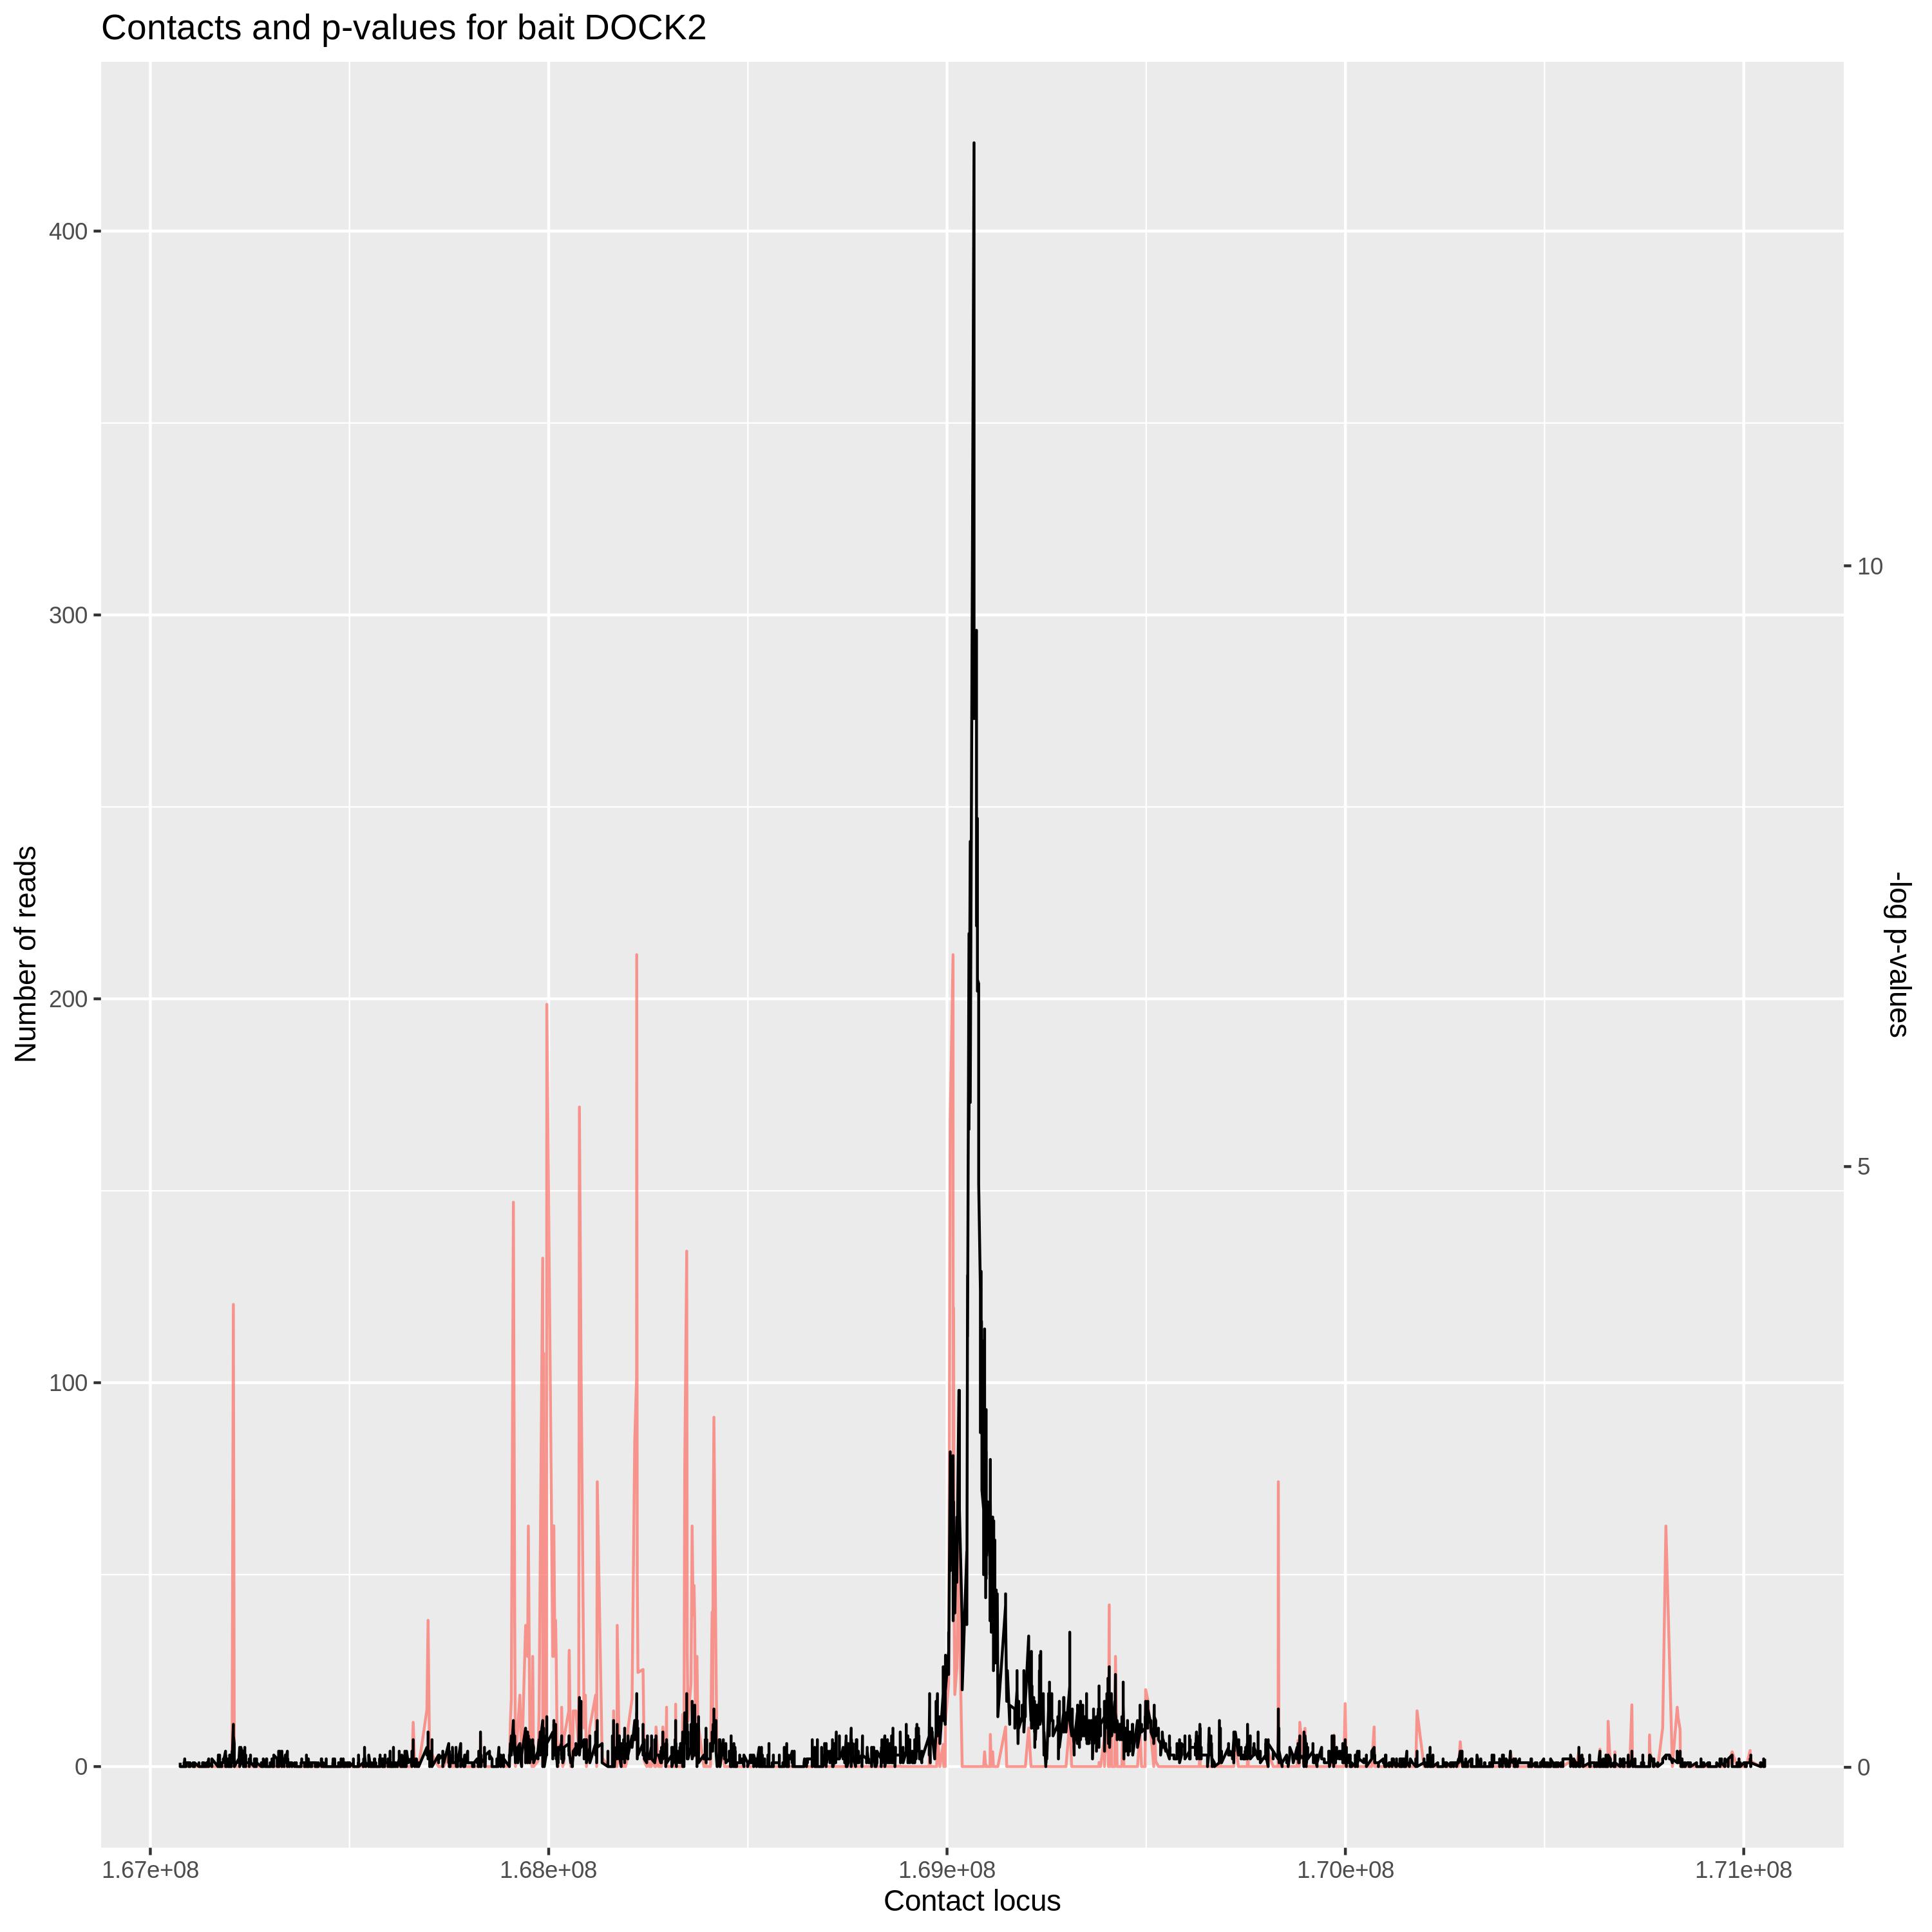 Contacts and p-values for bait DOCK2
400
300
200
100
0
Number of reads
10
5
0
-log p-values
1.67e+08
1.68e+08
1.69e+08
1.70e+08
1.71e+08
Contact locus